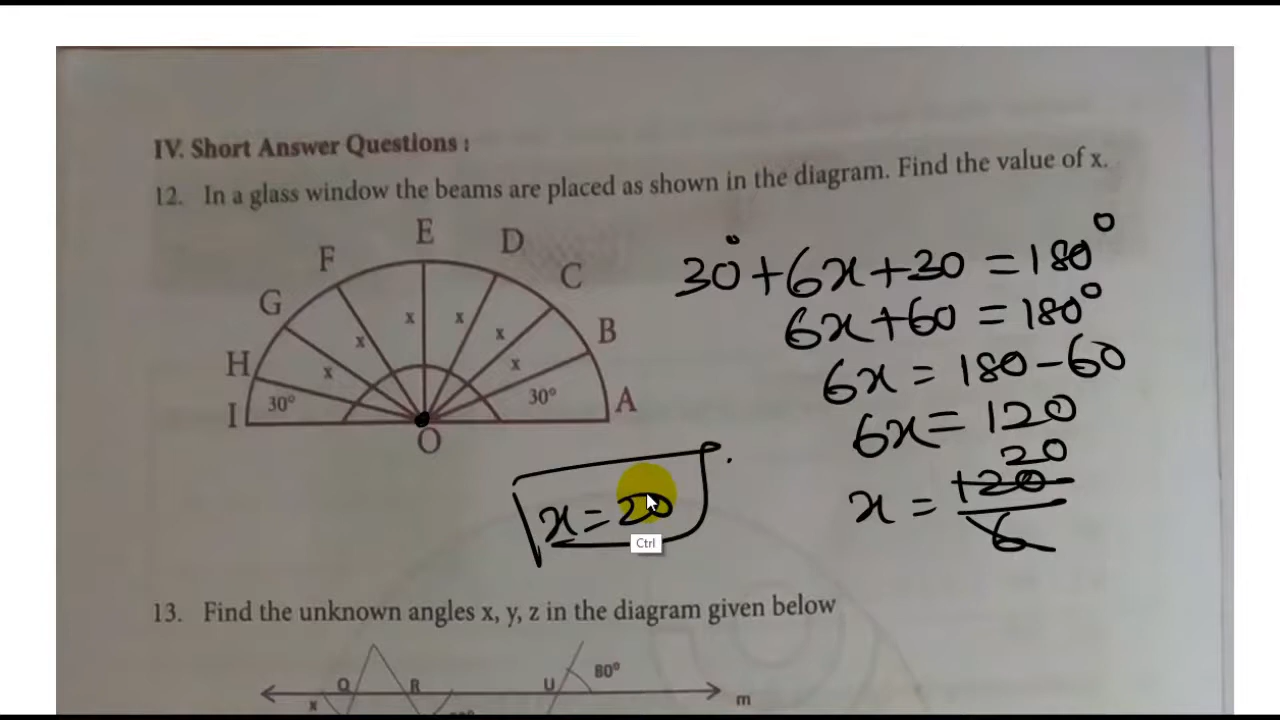 IV. Short Answer Questions :
12. In a glass window the beams are placed as shown in the diagram. Find the value of x.
E
D
F
C
G
B
H
A
I
O
x
x
x
x
x
x
30°
30°
30°+6x+30 = 180°
6x+60 = 180°
6x = 180-60
6x = 120
20
x = 120
6
x = 20
Ctrl
13. Find the unknown angles x, y, z in the diagram given below
Q
R
U
80°
x
m